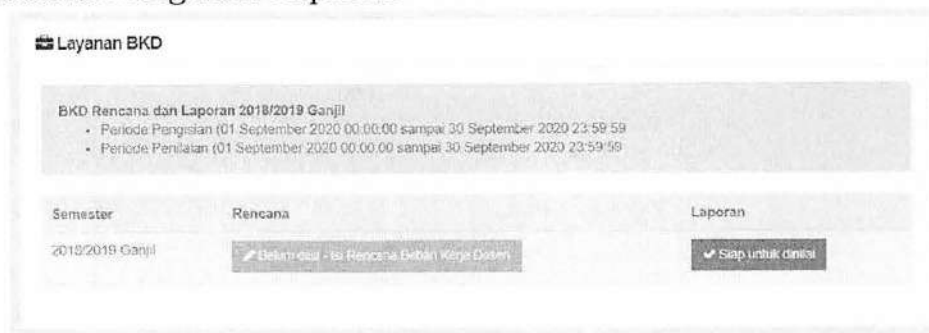 Layanan BKD
BKD Rencana dan Laporan 2018/2019 Ganjil
• Periode Pengisian (01 September 2020 00:00:00 sampai 30 September 2020 23:59:59
• Periode Penilaian (01 September 2020 00:00:00 sampai 30 September 2020 23:59:59
Semester Rencana Laporan
2018/2019 Ganjil Belum diisi - Isi Rencana Beban Kerja Dosen Siap untuk dinilai